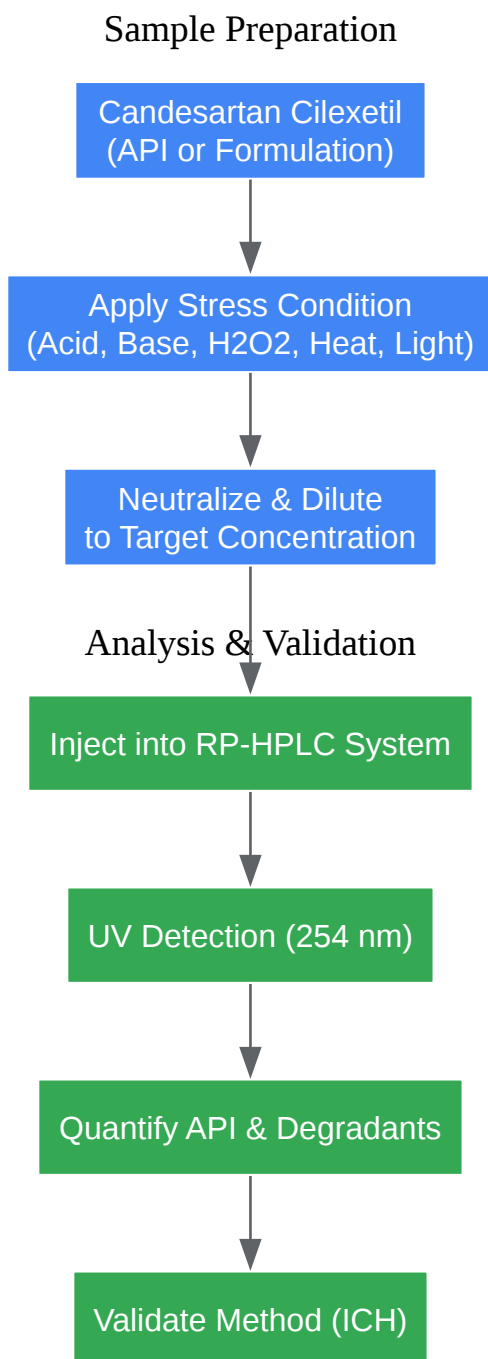 Sample Preparation
Candesartan Cilexetil
(API or Formulation)
Apply Stress Condition
(Acid, Base, H2O2, Heat, Light)
Neutralize & Dilute
to Target Concentration
Analysis & Validation
Inject into RP-HPLC System
UV Detection (254 nm)
Quantify API & Degradants
Validate Method (ICH)